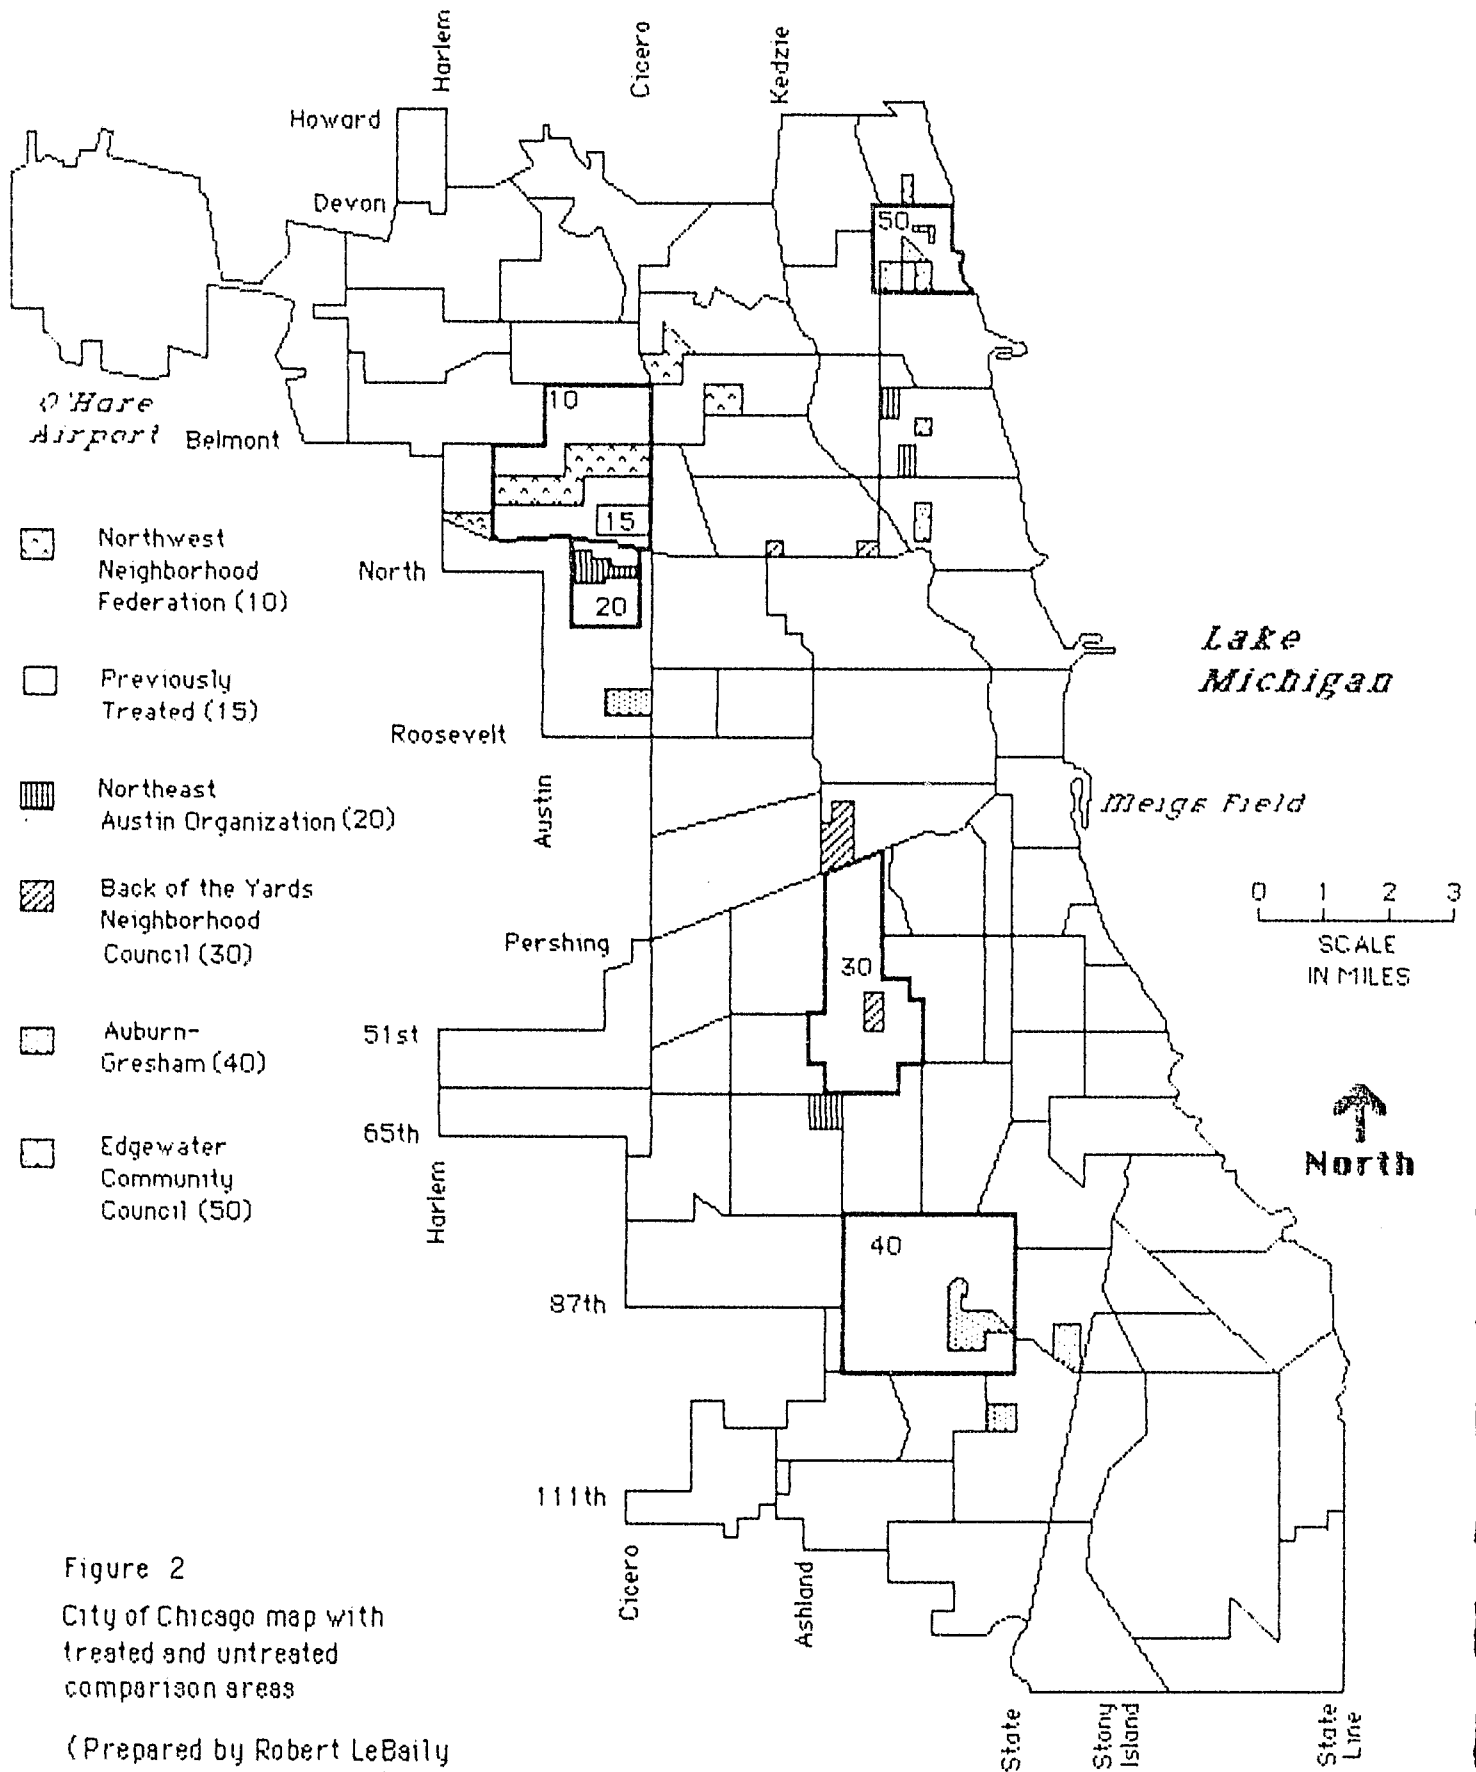 Harlem
Cicero
Kedzie
Howard
Devon
50
O'Hare
Airport
Belmont
10
15
North
20
Northwest
Neighborhood
Federation (10)
Previously
Treated (15)
Northeast
Austin Organization (20)
Back of the Yards
Neighborhood
Council (30)
Auburn-
Gresham (40)
Edgewater
Community
Council (50)
Roosevelt
Austin
Lake
Michigan
Meigs Field
0 1 2 3
SCALE
IN MILES
Pershing
30
51st
65th
Harlem
North
40
87th
111th
Cicero
Ashland
State
Stony
Island
State
Line
Figure 2
City of Chicago map with
treated and untreated
comparison areas
(Prepared by Robert LeBaily